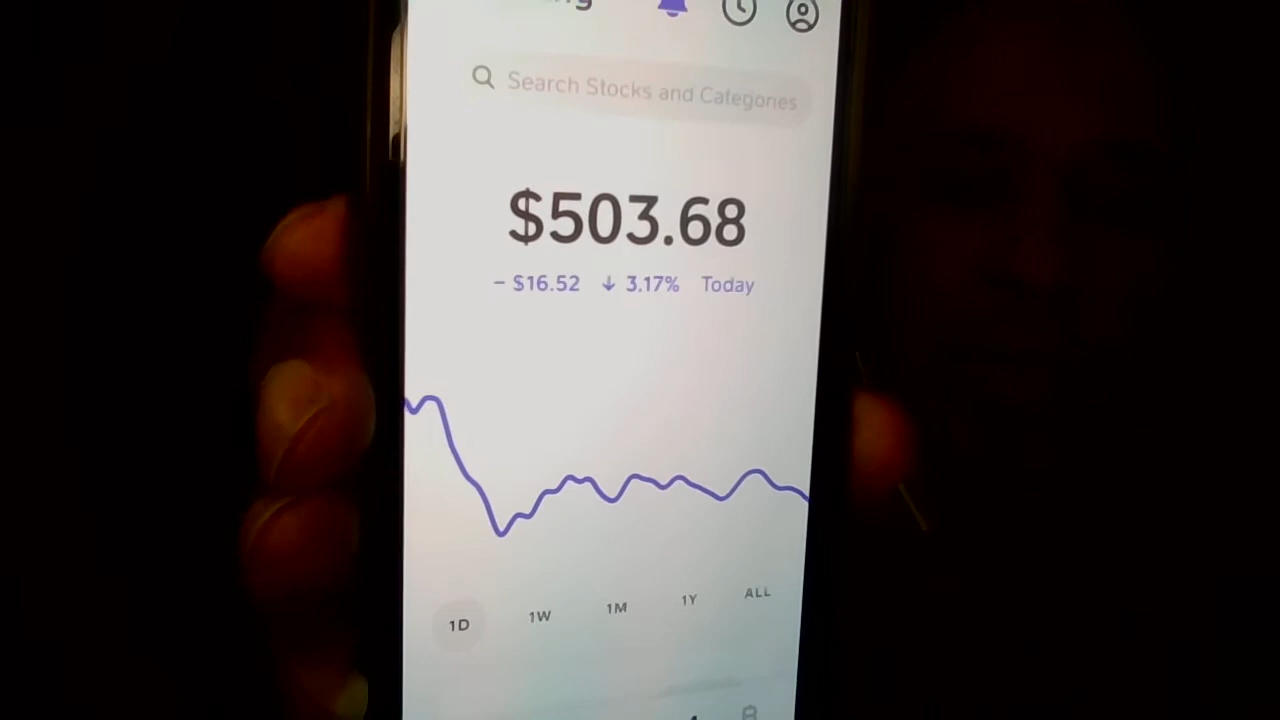 Search Stocks and Categories
$503.68
- $16.52 ↓ 3.17% Today
1D 1W 1M 1Y ALL